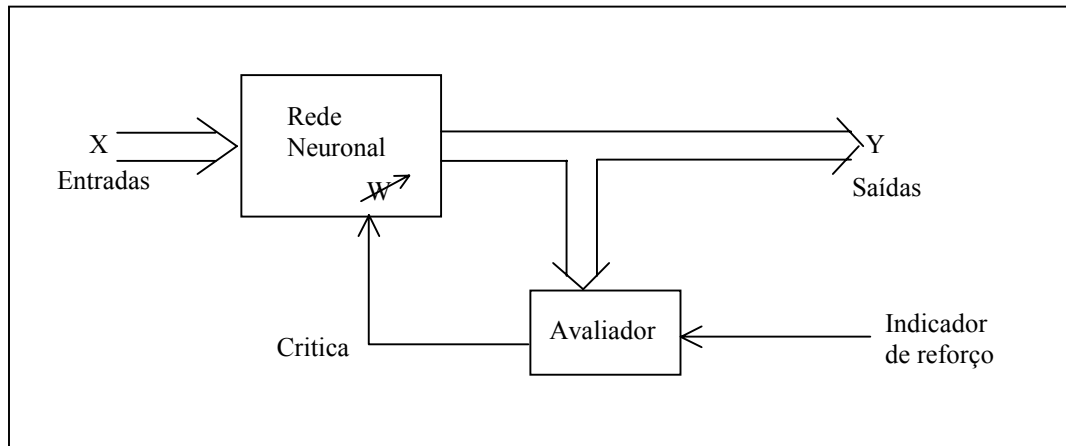 Rede
Neuronal
X
Entradas
W
Y
Saídas
Avaliador
Critica
Indicador
de reforço